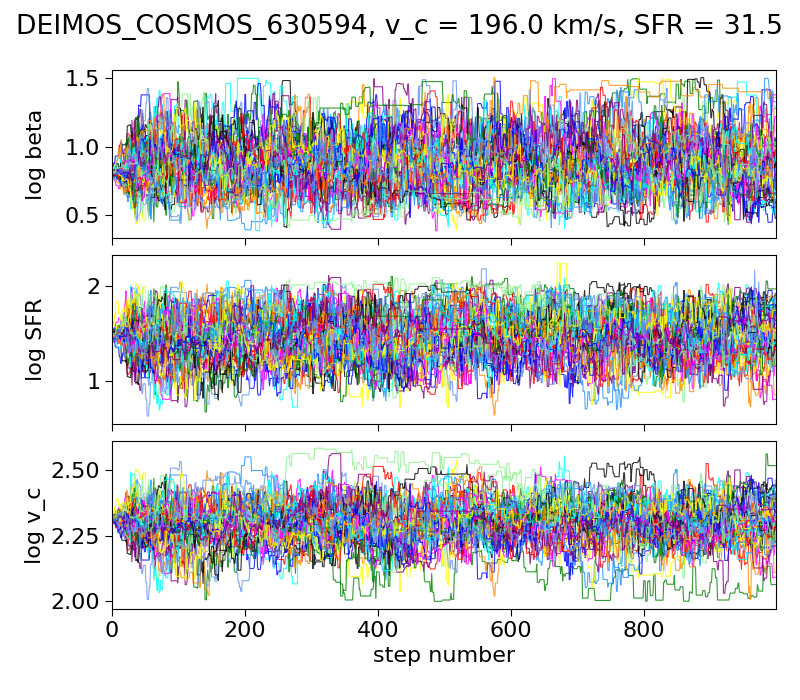 DEIMOS_COSMOS_630594, v_c = 196.0 km/s, SFR = 31.5
1.5
1.0
0.5
log beta
2
1
log SFR
2.50
2.25
2.00
log v_c
0 200 400 600 800
step number